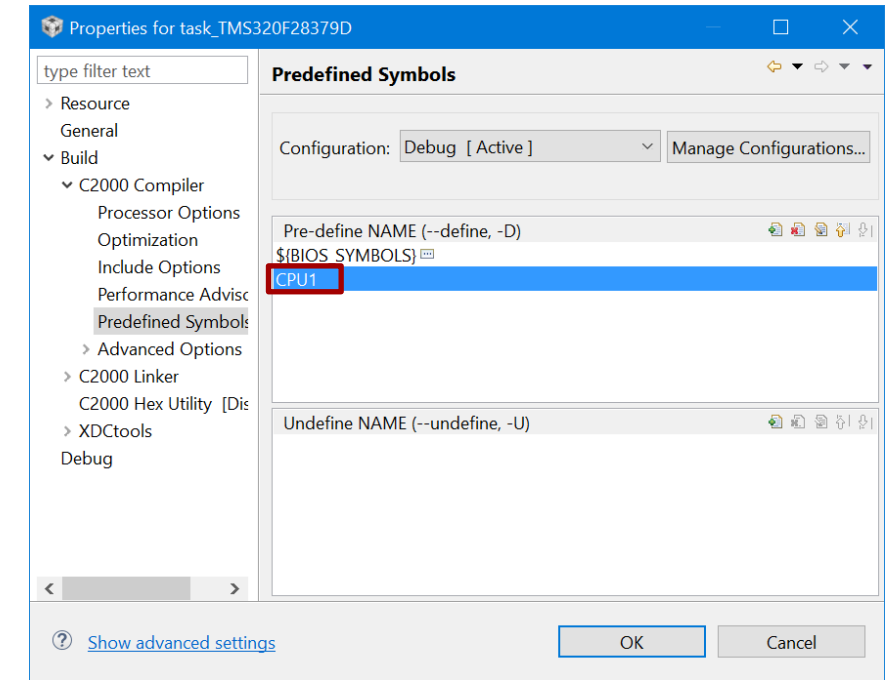 Properties for task_TMS320F28379D
type filter text
Resource
General
Build
C2000 Compiler
Processor Options
Optimization
Include Options
Performance Advisc
Predefined Symbols
Advanced Options
C2000 Linker
C2000 Hex Utility [Dis
XDCtools
Debug
Predefined Symbols
Configuration: Debug [ Active ] Manage Configurations...
Pre-define NAME (--define, -D)
${BIOS_SYMBOLS}
CPU1
Undefine NAME (--undefine, -U)
Show advanced settings
OK
Cancel